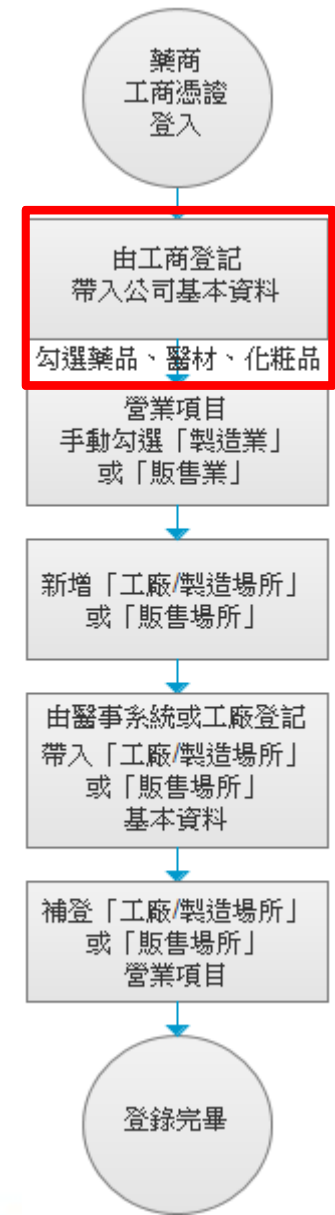 藥商
工商憑證
登入
由工商登記
帶入公司基本資料
勾選藥品、醫材、化粧品
營業項目
手動勾選「製造業」
或「販售業」
新增「工廠/製造場所」
或「販售場所」
由醫事系統或工廠登記
帶入「工廠/製造場所」
或「販售場所」
基本資料
補登「工廠/製造場所」
或「販售場所」
營業項目
登錄完畢